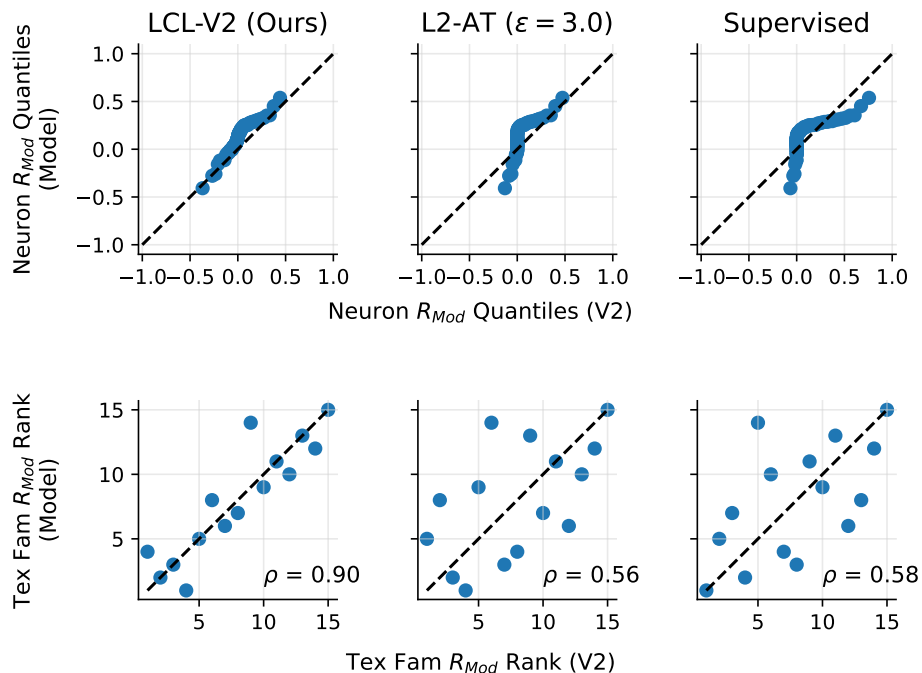 LCL-V2 (Ours)
L2-AT (ε = 3.0)
Supervised
Neuron R_Mod Quantiles
(Model)
1.0
0.5
0.0
−0.5
−1.0
−1.0 −0.5 0.0 0.5 1.0
−1.0 −0.5 0.0 0.5 1.0
−1.0 −0.5 0.0 0.5 1.0
Neuron R_Mod Quantiles (V2)
Tex Fam R_Mod Rank
(Model)
15
10
5
ρ = 0.90
ρ = 0.56
ρ = 0.58
5 10 15
5 10 15
5 10 15
Tex Fam R_Mod Rank (V2)